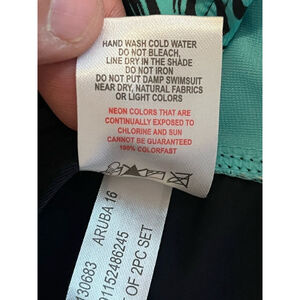 HAND WASH COLD WATER
DO NOT BLEACH,
LINE DRY IN THE SHADE
DO NOT IRON
DO NOT PUT DAMP SWIMSUIT
NEAR DRY, NATURAL FABRICS
OR LIGHT COLORS
NEON COLORS THAT ARE
CONTINUALLY EXPOSED TO
CHLORINE AND SUN
CANNOT BE GUARANTEED
100% COLORFAST
130683 ARUBA 16
01152486245
OF 2PC SET